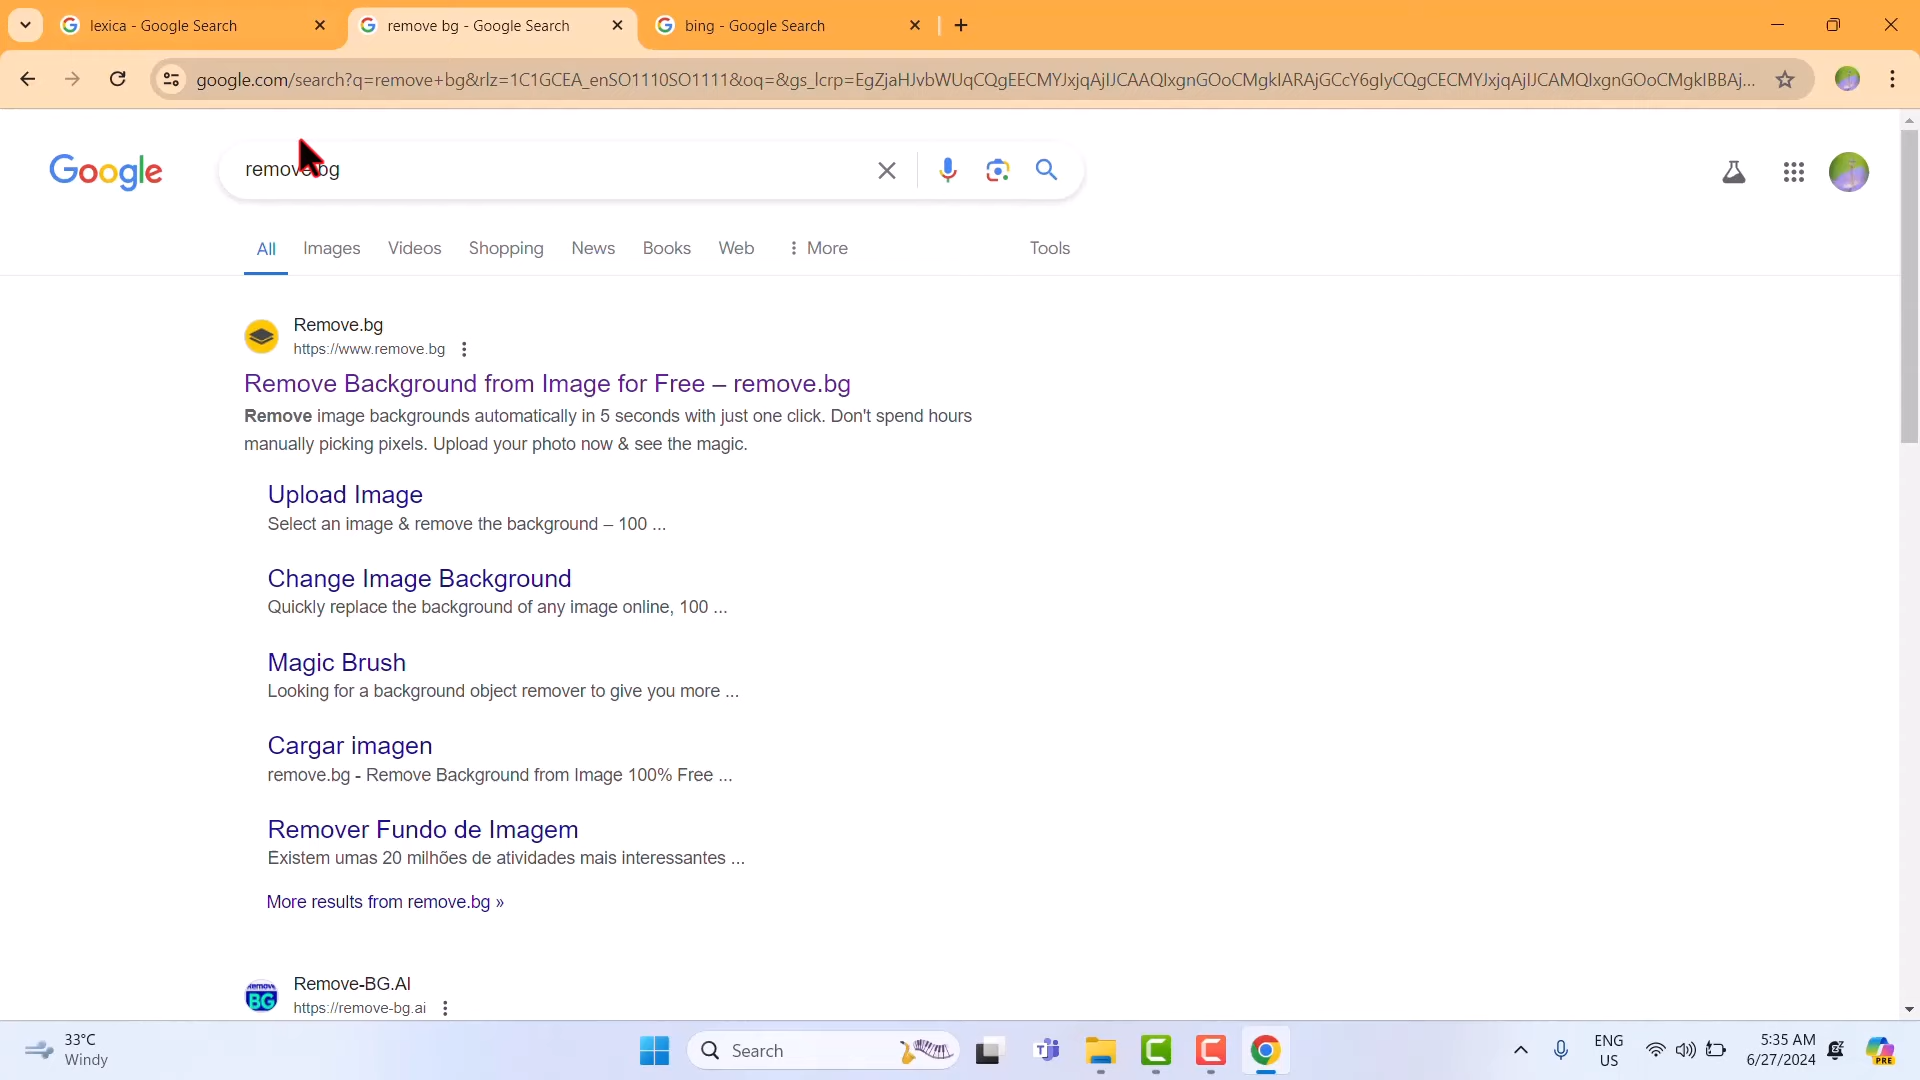 lexica - Google Search
remove bg - Google Search
bing - Google Search
google.com/search?q=remove+bg&rlz=1C1GCEA_enSO1110SO1111&oq=&gs_lcrp=EgZjaHJvbWUqCQgEECMYJxjqAjIJCAAQIxgnGOoCMgkIARAjGCcY6gIyCQgCECMYJxjqAjIJCAMQIxgnGOoCMgkIBBAj...
Google
remove bg
All Images Videos Shopping News Books Web More Tools
Remove.bg
https://www.remove.bg
Remove Background from Image for Free – remove.bg
Remove image backgrounds automatically in 5 seconds with just one click. Don't spend hours
manually picking pixels. Upload your photo now & see the magic.
Upload Image
Select an image & remove the background – 100 ...
Change Image Background
Quickly replace the background of any image online, 100 ...
Magic Brush
Looking for a background object remover to give you more ...
Cargar imagen
remove.bg - Remove Background from Image 100% Free ...
Remover Fundo de Imagem
Existem umas 20 milhões de atividades mais interessantes ...
More results from remove.bg »
remove
BG
Remove-BG.AI
https://remove-bg.ai
33°C
Windy
Search
ENG
US
5:35 AM
6/27/2024
PRE